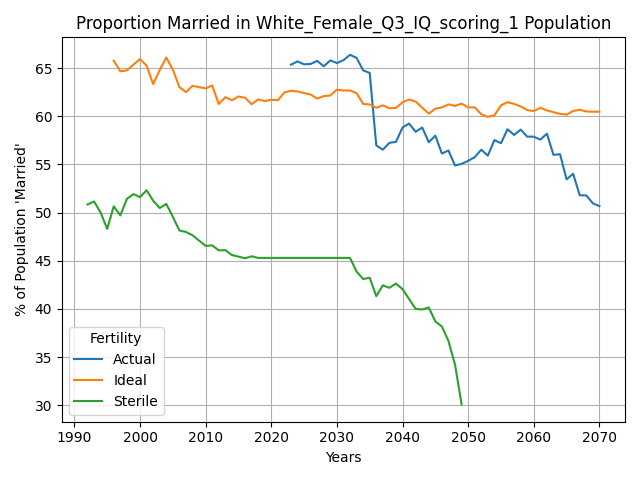 Proportion Married in White_Female_Q3_IQ_scoring_1 Population
% of Population 'Married'
65
60
55
50
45
40
35
30
Fertility
Actual
Ideal
Sterile
1990 2000 2010 2020 2030 2040 2050 2060 2070
Years